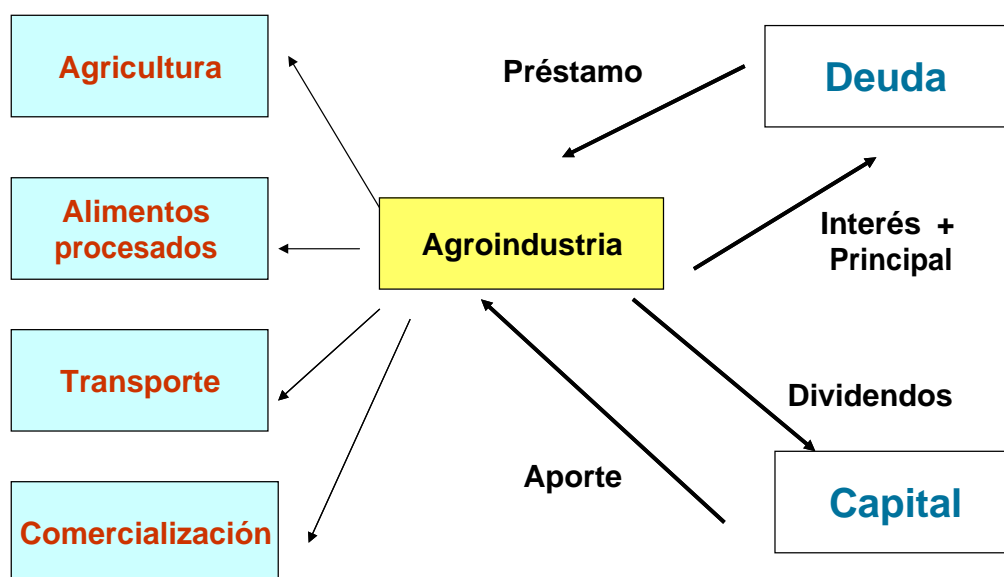 Agricultura
Préstamo
Deuda
Alimentos
procesados
Agroindustria
Interés +
Principal
Transporte
Dividendos
Aporte
Capital
Comercialización